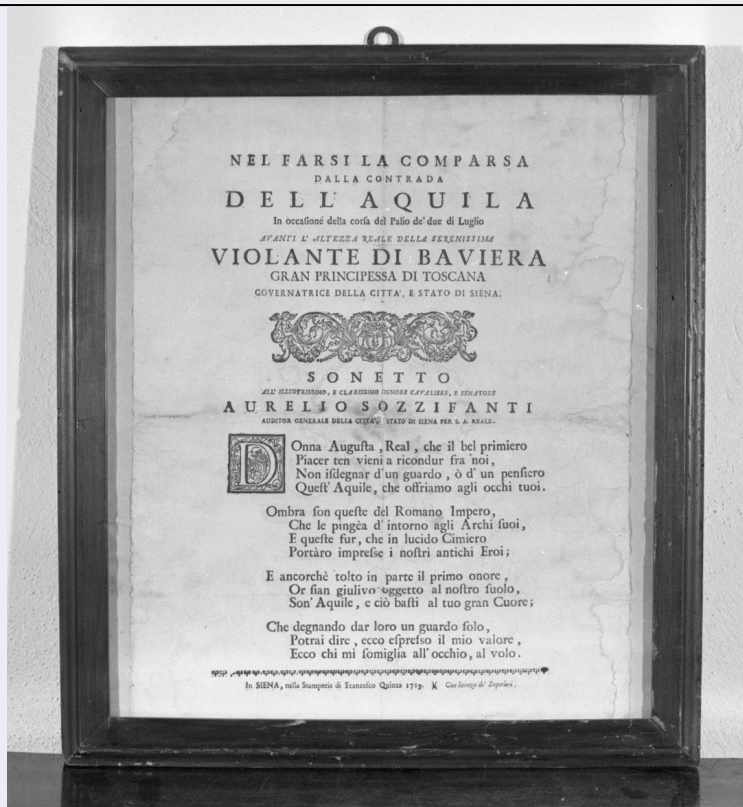 NEL FARSI LA COMPARSA
DALLA CONTRADA
DELL' AQUILA
In occasione della corsa del Palio de' due di Luglio
AVANTI L' ALTEZZA REALE DELLA SERENISSIMA
VIOLANTE DI BAVIERA
GRAN PRINCIPESSA DI TOSCANA
GOVERNATRICE DELLA CITTA', E STATO DI SIENA.
SONETTO
ALL' ILLUSTRISSIMO, E CLARISSIMO SIGNORE CAVALIERE, E SENATORE
AURELIO SOZZIFANTI
AUDITOR GENERALE DELLA CITTA', E STATO DI SIENA PER S. A. REALE.
Donna Augusta, Real, che il bel primiero
Piacer ten vieni a ricondur fra noi,
Non isdegnar d'un guardo, ò d' un pensiero
Quest' Aquile, che offriamo agli occhi tuoi.
Ombra son queste del Romano Impero,
Che le pingèa d' intorno agli Archi suoi,
E queste fur, che in lucido Cimiero
Portàro impresse i nostri antichi Eroi;
E ancorchè tolto in parte il primo onore,
Or sian giulivo oggetto al nostro suolo,
Son' Aquile, e ciò basti al tuo gran Cuore;
Che degnando dar loro un guardo solo,
Potrai dire, ecco espresso il mio valore,
Ecco chi mi somiglia all' occhio, al volo.
In SIENA, nella Stamperia di Francesco Quinza 1719. Con licenza de' Superiori.